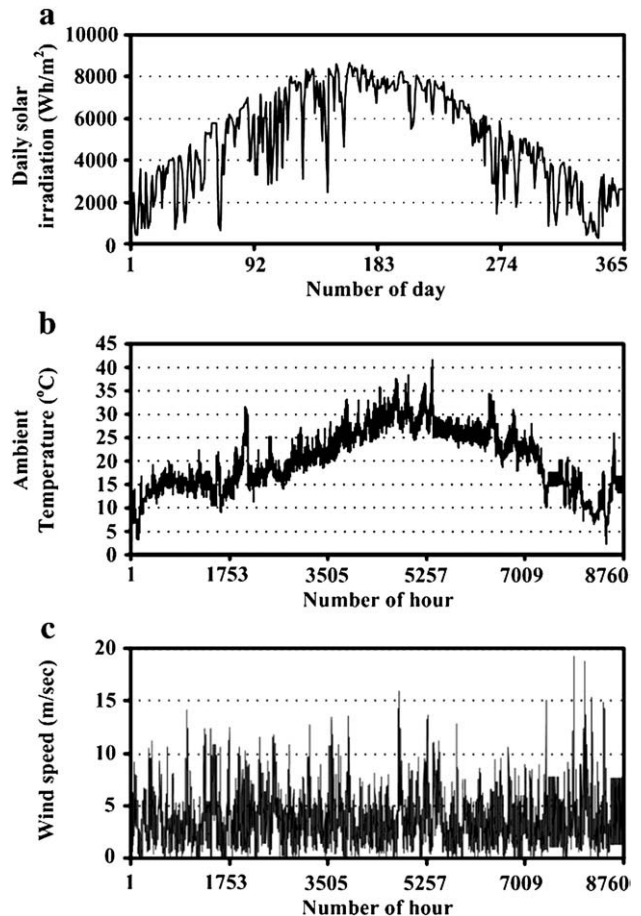 a
Daily solar
irradiation (Wh/m²)
10000
8000
6000
4000
2000
0
1 92 183 274 365
Number of day
b
Ambient
Temperature (°C)
45
40
35
30
25
20
15
10
5
0
1 1753 3505 5257 7009 8760
Number of hour
c
Wind speed (m/sec)
20
15
10
5
0
1 1753 3505 5257 7009 8760
Number of hour